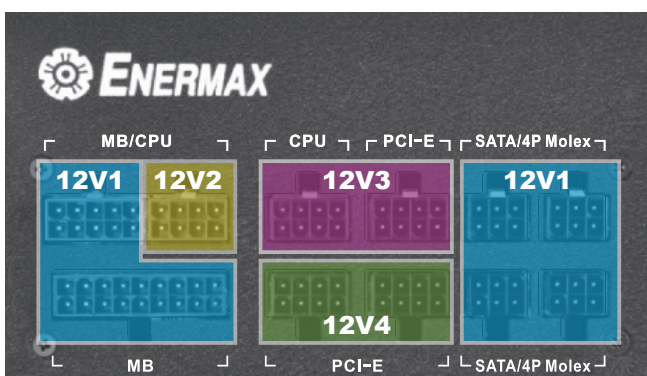 ENERMAX
MB/CPU CPU PCI-E SATA/4P Molex
12V1 12V2 12V3 12V1
12V4
MB PCI-E SATA/4P Molex